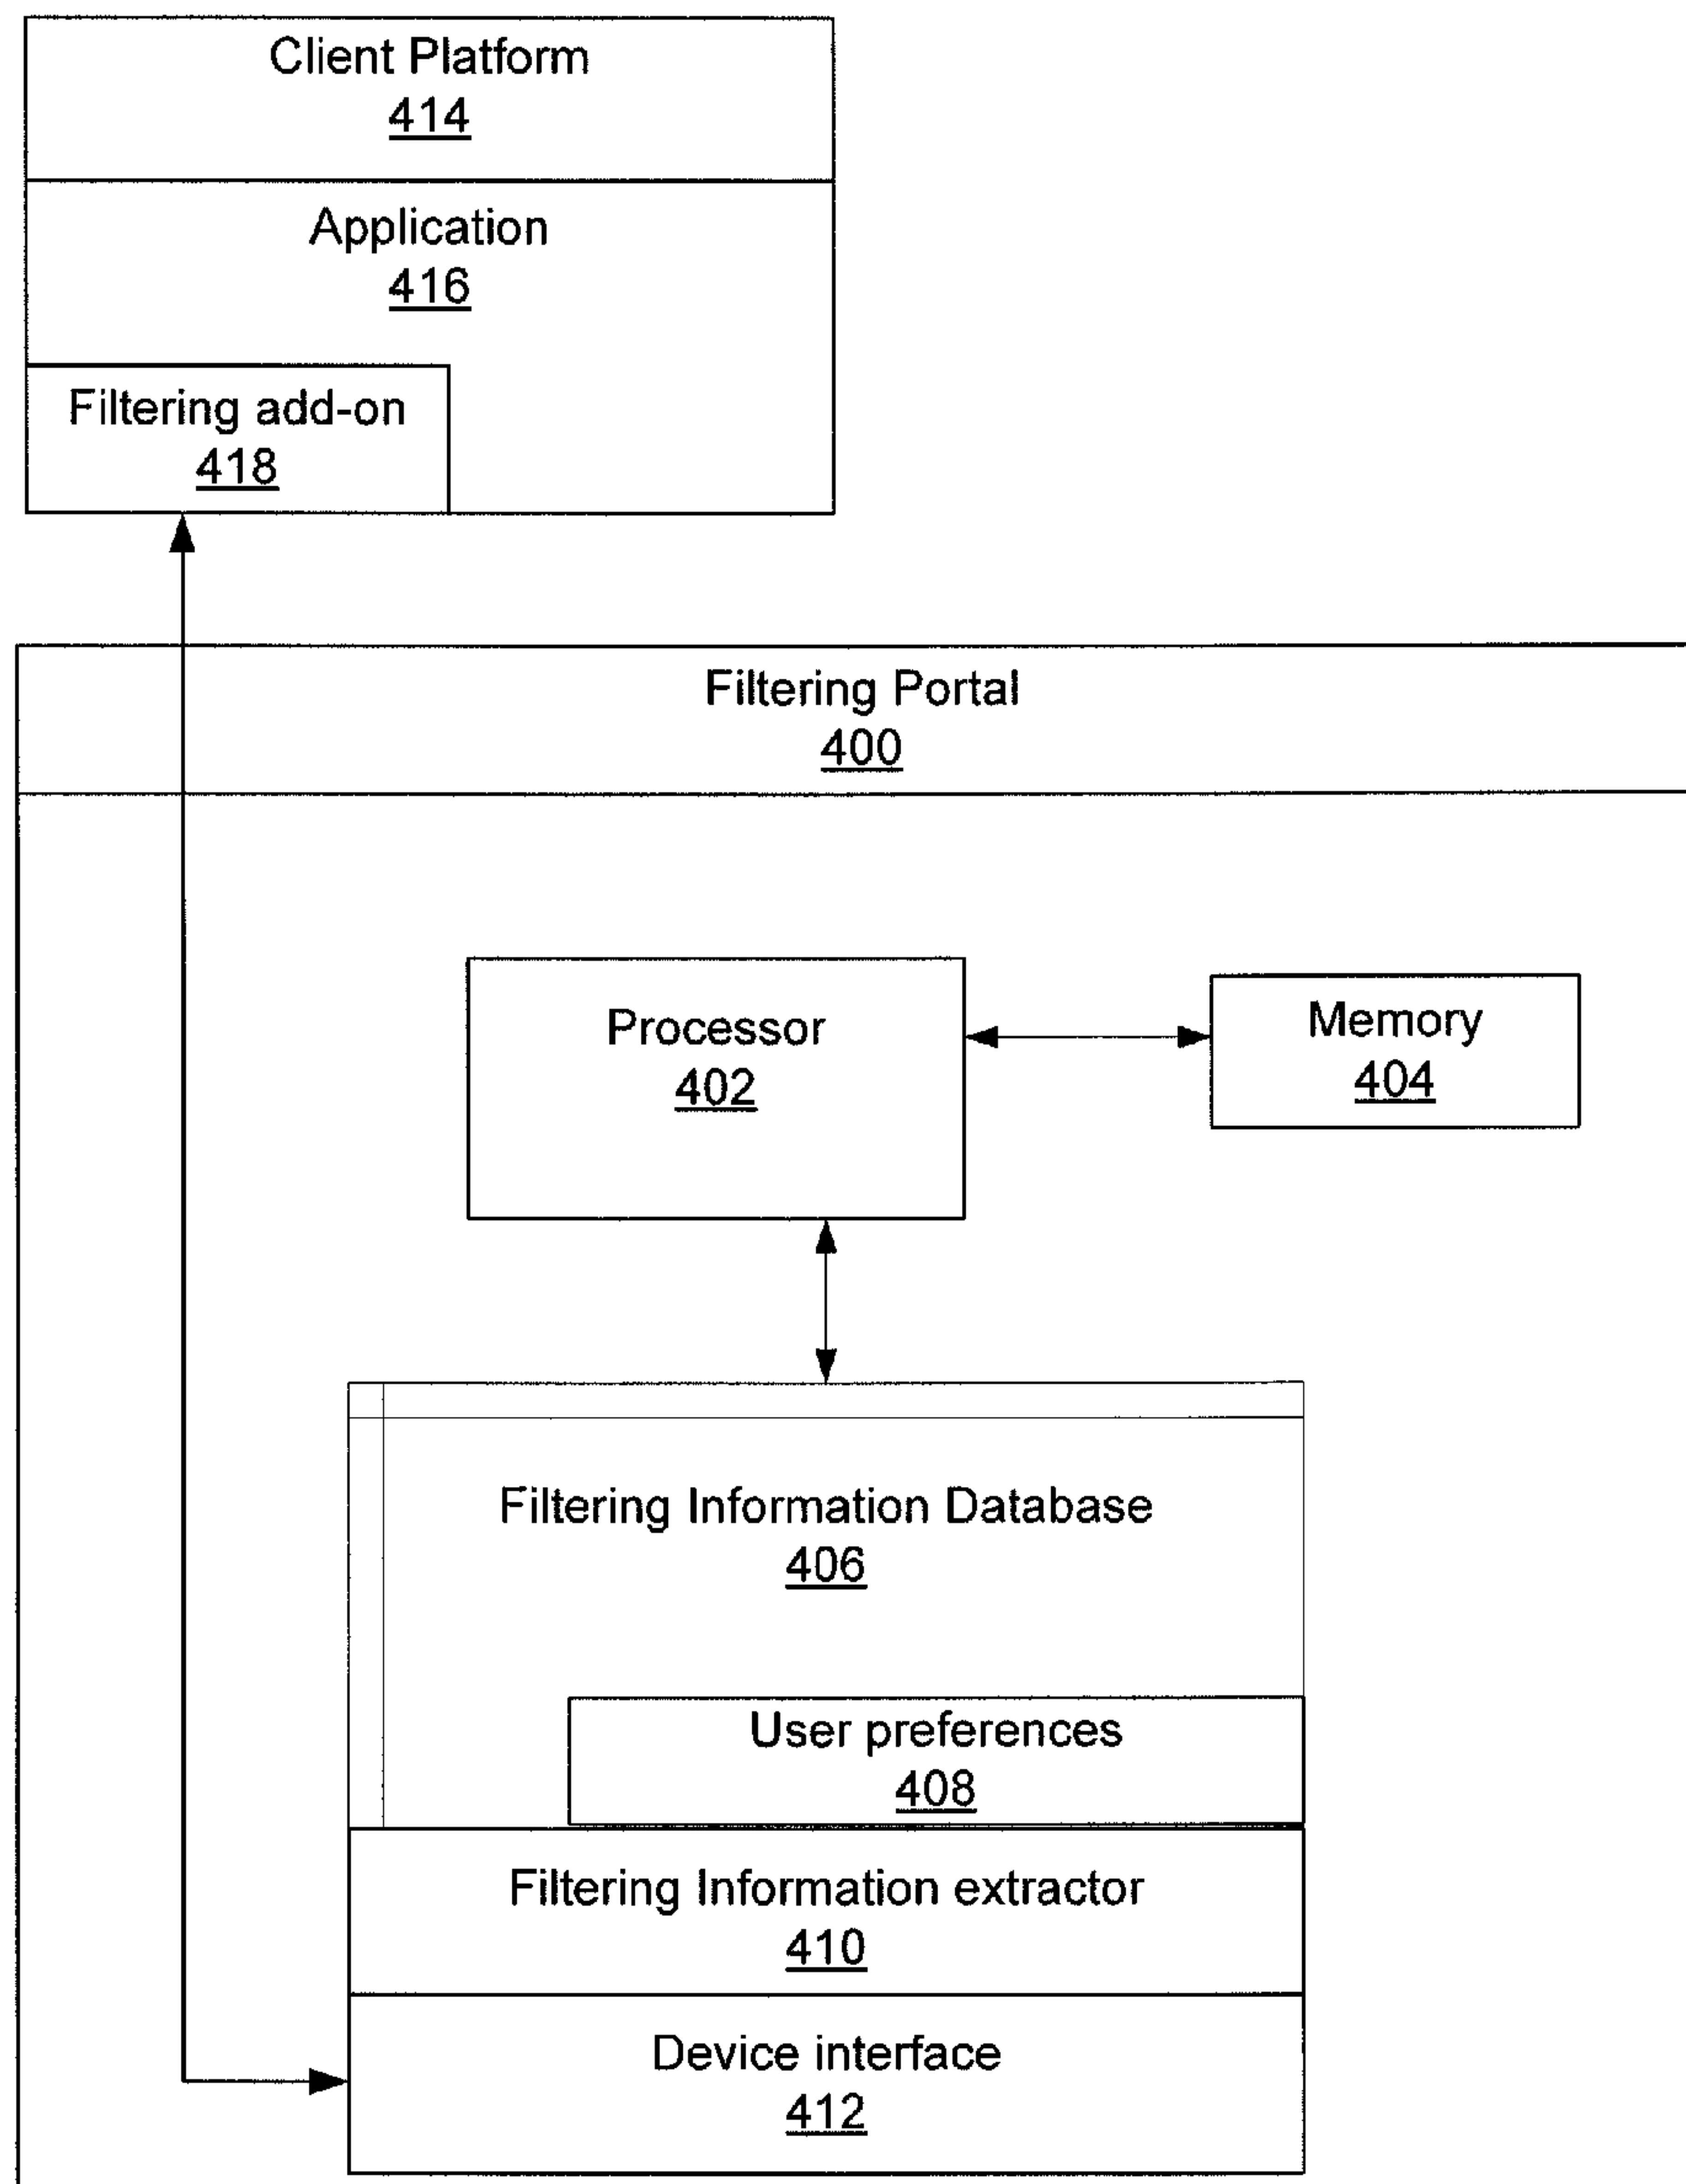 Client Platform
414
Application
416
Filtering add-on
418
Filtering Portal
400
Processor
402
Memory
404
Filtering Information Database
406
User preferences
408
Filtering Information extractor
410
Device interface
412